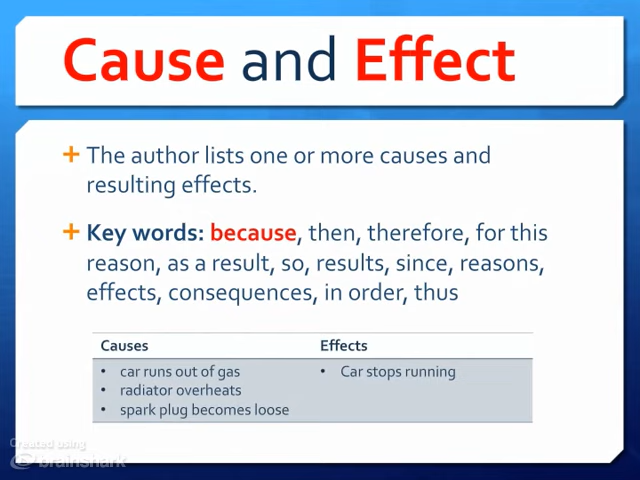 Cause and Effect
The author lists one or more causes and
resulting effects.
Key words: because, then, therefore, for this
reason, as a result, so, results, since, reasons,
effects, consequences, in order, thus
Causes Effects
• car runs out of gas • Car stops running
• radiator overheats
• spark plug becomes loose
Created using
brainshark